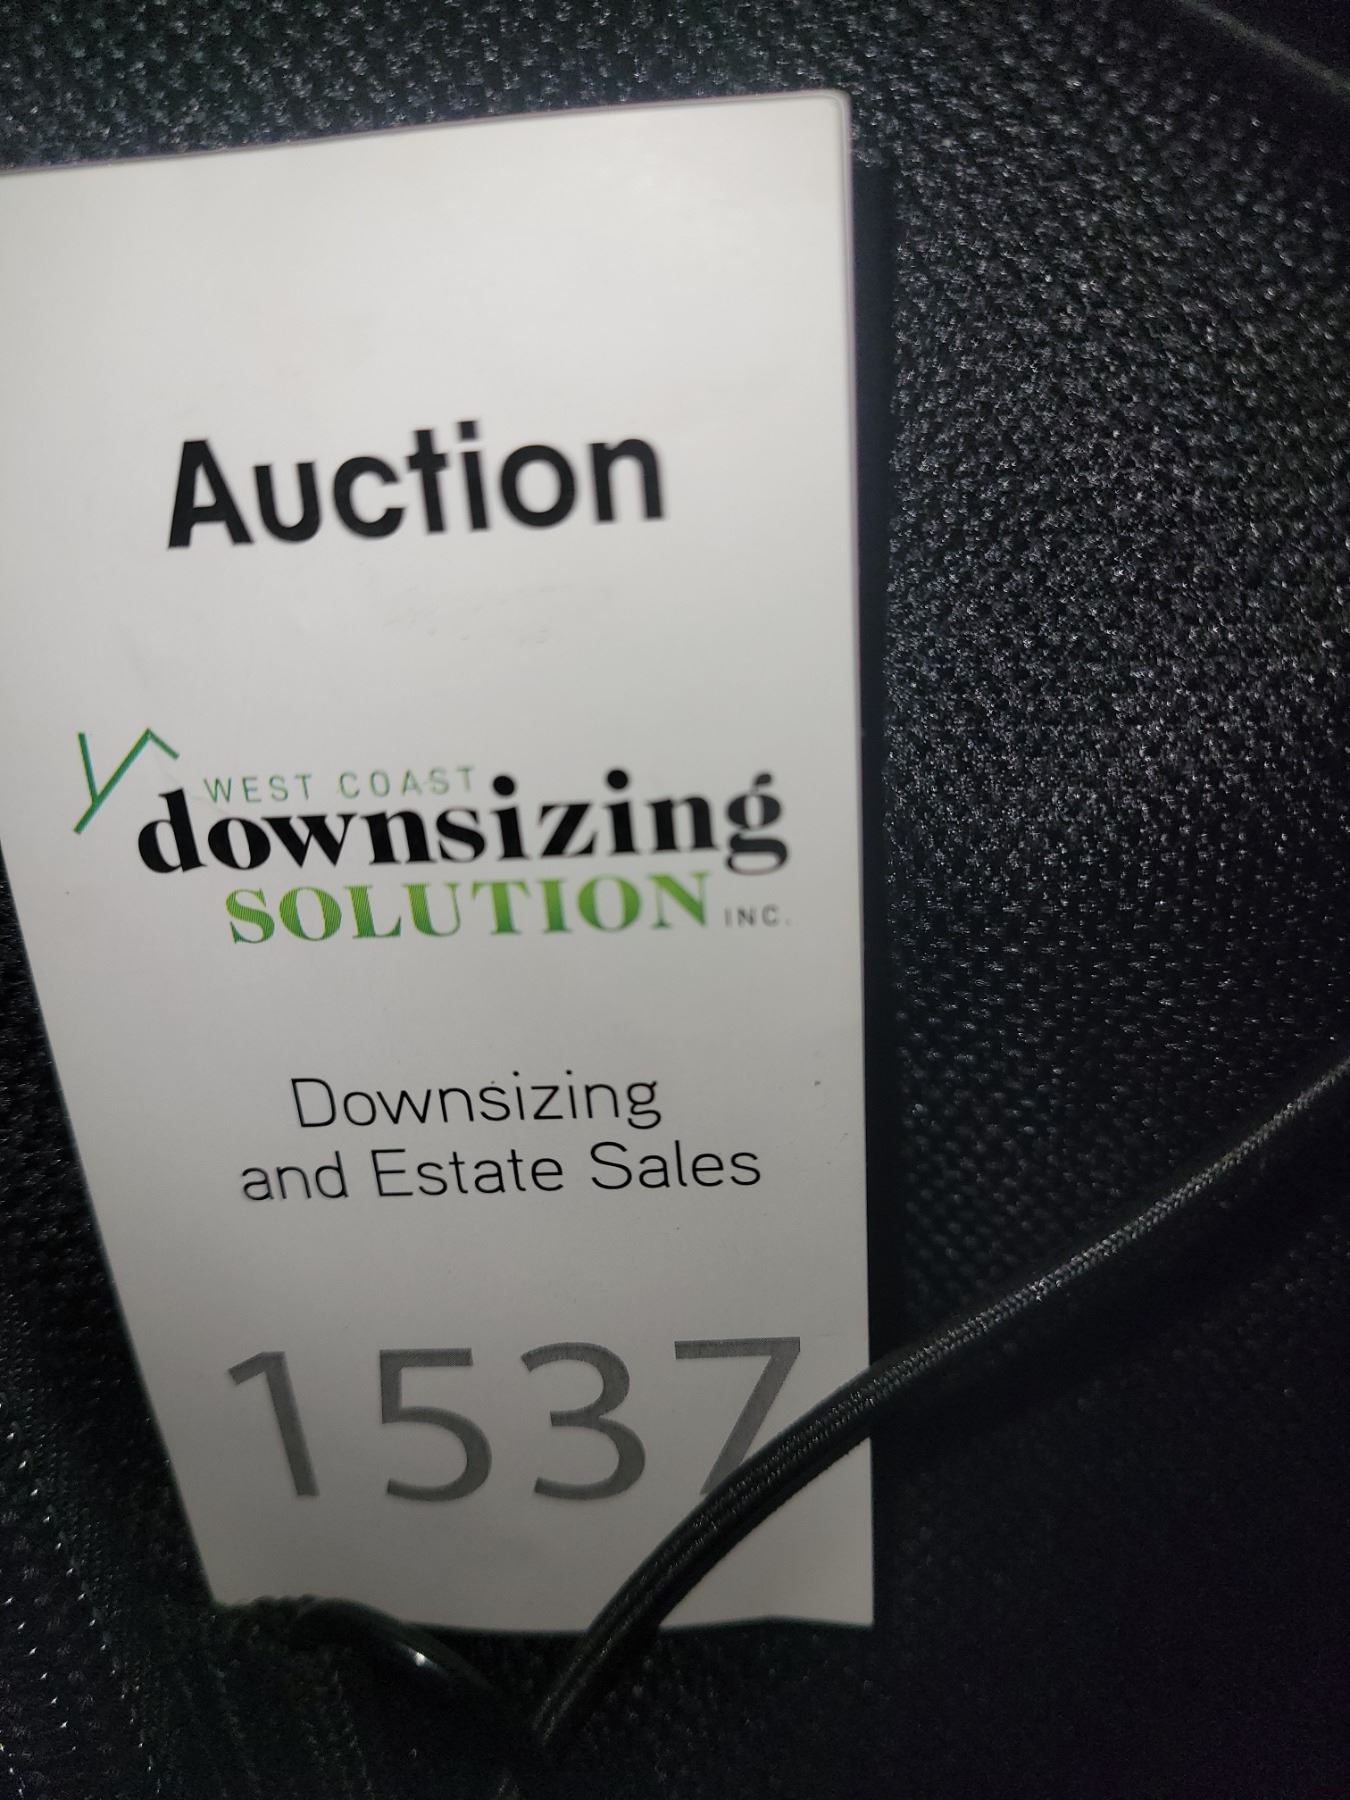 Auction
WEST COAST
downsizing
SOLUTION INC.
Downsizing
and Estate Sales
1537